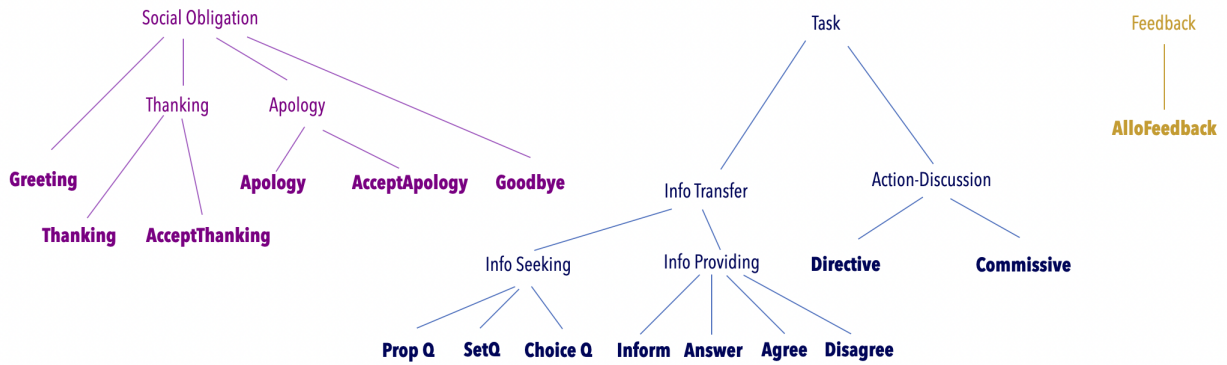 Social Obligation
Task
Feedback
Thanking
Apology
AlloFeedback
Greeting
Apology
AcceptApology
Goodbye
Info Transfer
Action-Discussion
Thanking
AcceptThanking
Info Seeking
Info Providing
Directive
Commissive
Prop Q
SetQ
Choice Q
Inform
Answer
Agree
Disagree